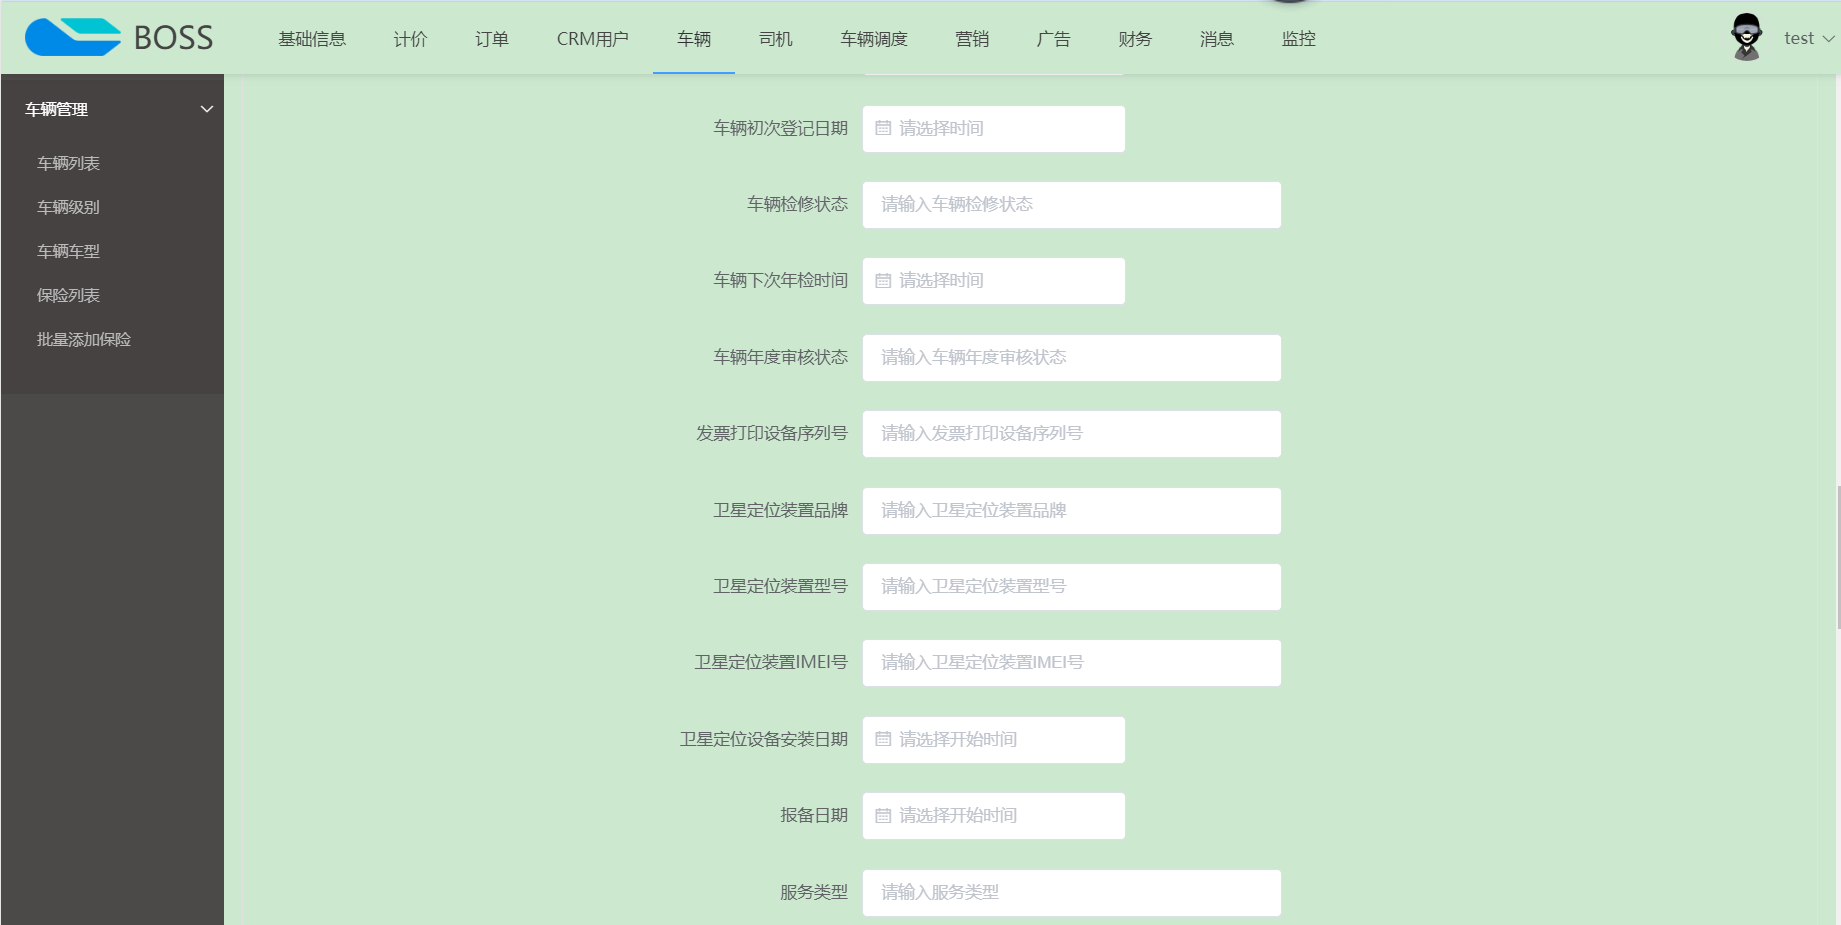 BOSS
基础信息
计价
订单
CRM用户
车辆
司机
车辆调度
营销
广告
财务
消息
监控
test
车辆管理
车辆列表
车辆级别
车辆车型
保险列表
批量添加保险
车辆初次登记日期 请选择时间
车辆检修状态 请输入车辆检修状态
车辆下次年检时间 请选择时间
车辆年度审核状态 请输入车辆年度审核状态
发票打印设备序列号 请输入发票打印设备序列号
卫星定位装置品牌 请输入卫星定位装置品牌
卫星定位装置型号 请输入卫星定位装置型号
卫星定位装置IMEI号 请输入卫星定位装置IMEI号
卫星定位设备安装日期 请选择开始时间
报备日期 请选择开始时间
服务类型 请输入服务类型